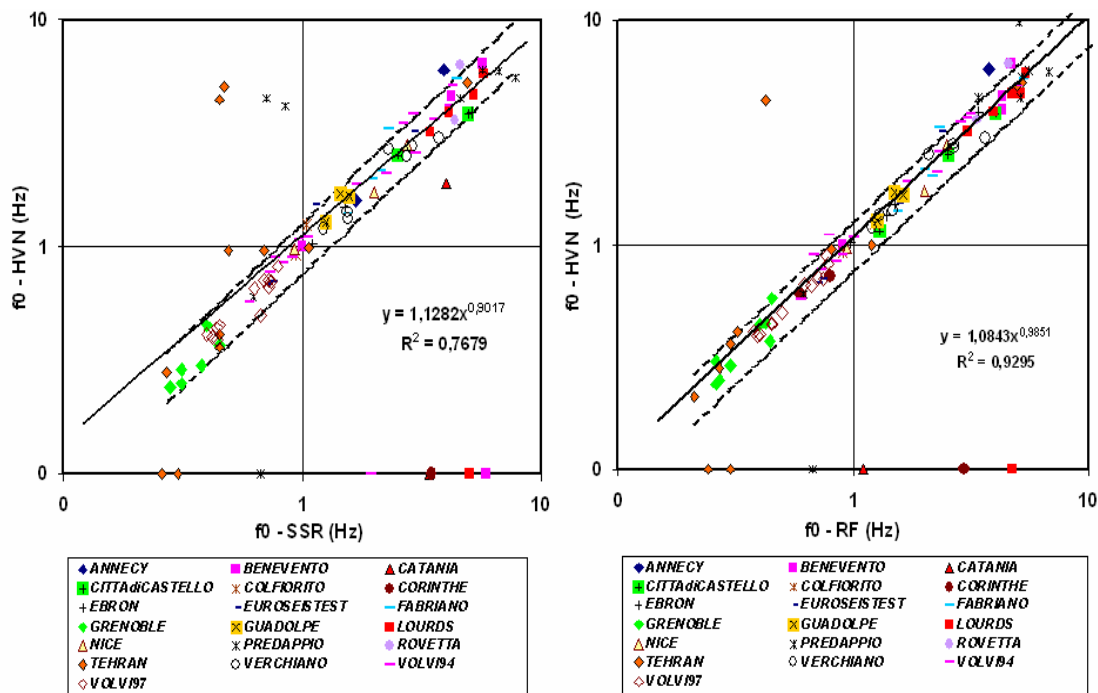 10
1
0
f0 - HVN (Hz)
y = 1,1282x^0,9017
R² = 0,7679
0 1 10
f0 - SSR (Hz)
ANNECY BENEVENTO CATANIA
CITTAdiCASTELLO COLFIORITO CORINTHE
EBRON EUROSEISTEST FABRIANO
GRENOBLE GUADOLPE LOURDS
NICE PREDAPPIO ROVETTA
TEHRAN VERCHIANO VOLVI94
VOLVI97
10
1
0
f0 - HVN (Hz)
y = 1,0843x^0,9851
R² = 0,9295
0 1 10
f0 - RF (Hz)
ANNECY BENEVENTO CATANIA
CITTAdiCASTELLO COLFIORITO CORINTHE
EBRON EUROSEISTEST FABRIANO
GRENOBLE GUADOLPE LOURDS
NICE PREDAPPIO ROVETTA
TEHRAN VERCHIANO VOLVI94
VOLVI97